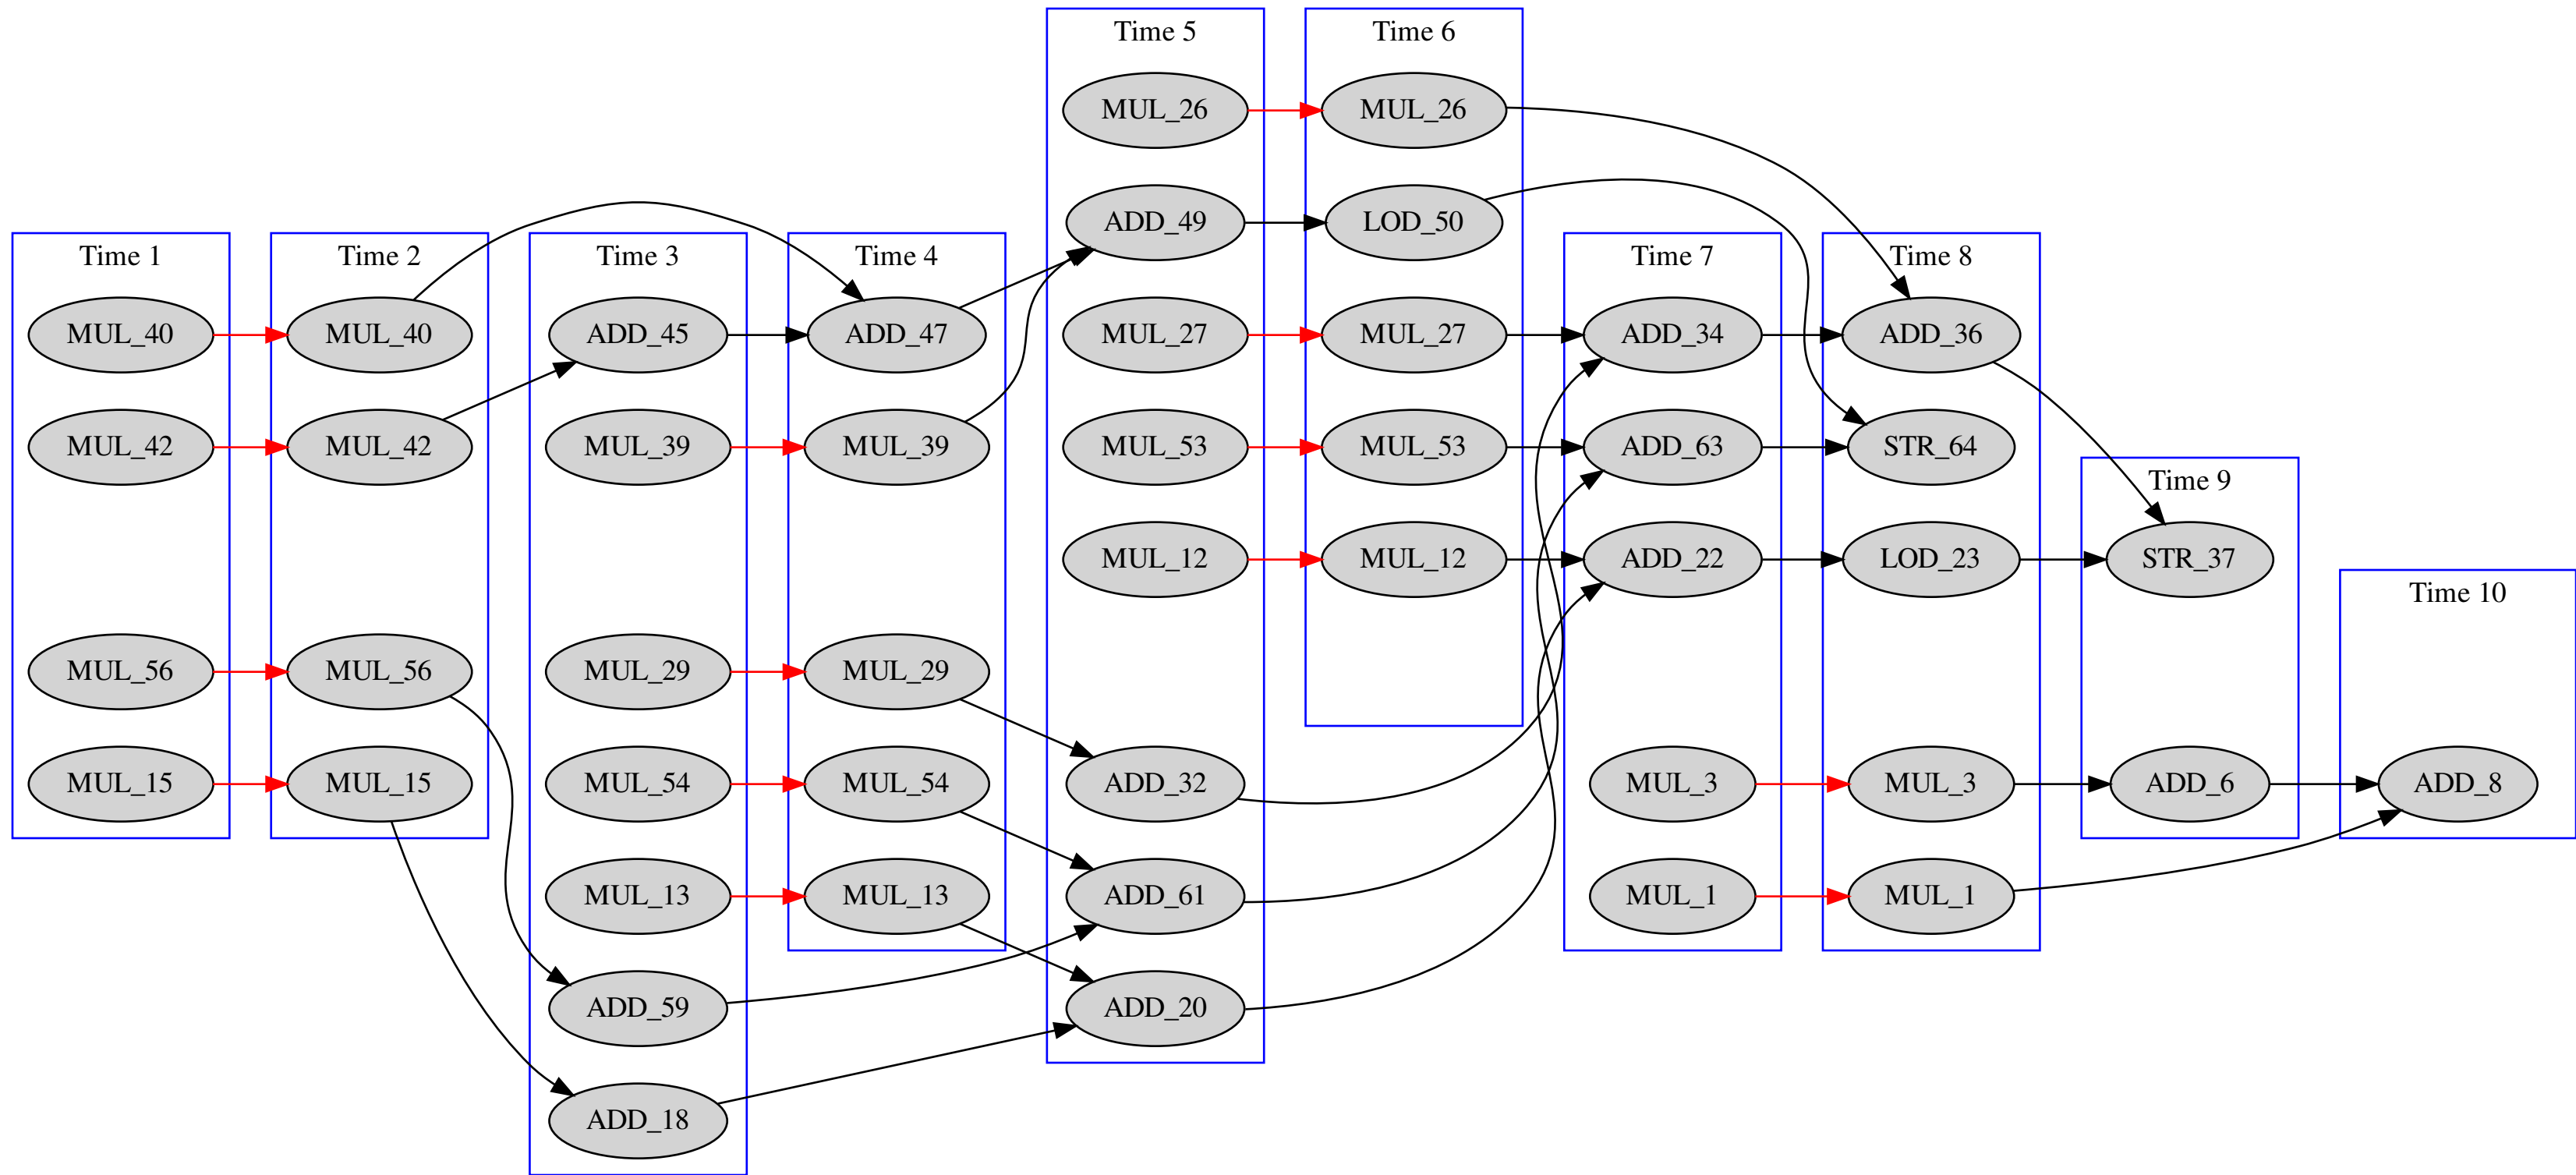 Time 1
MUL_40
MUL_42
MUL_56
MUL_15
Time 2
MUL_40
MUL_42
MUL_56
MUL_15
Time 3
ADD_45
MUL_39
MUL_29
MUL_54
MUL_13
ADD_59
ADD_18
Time 4
ADD_47
MUL_39
MUL_29
MUL_54
MUL_13
Time 5
MUL_26
ADD_49
MUL_27
MUL_53
MUL_12
ADD_32
ADD_61
ADD_20
Time 6
MUL_26
LOD_50
MUL_27
MUL_53
MUL_12
Time 7
ADD_34
ADD_63
ADD_22
MUL_3
MUL_1
Time 8
ADD_36
STR_64
LOD_23
MUL_3
MUL_1
Time 9
STR_37
ADD_6
Time 10
ADD_8